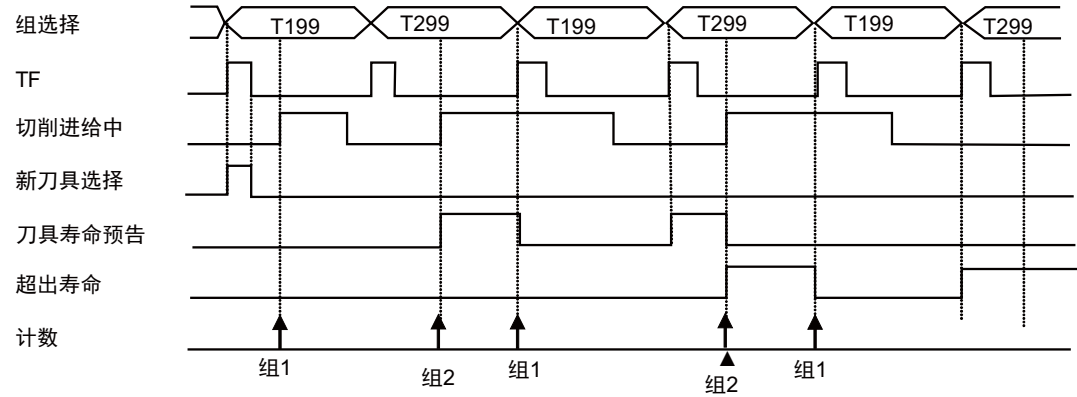 组选择 T199 T299 T199 T299 T199 T299
TF
切削进给中
新刀具选择
刀具寿命预告
超出寿命
计数
组1 组2 组1 组2 组1